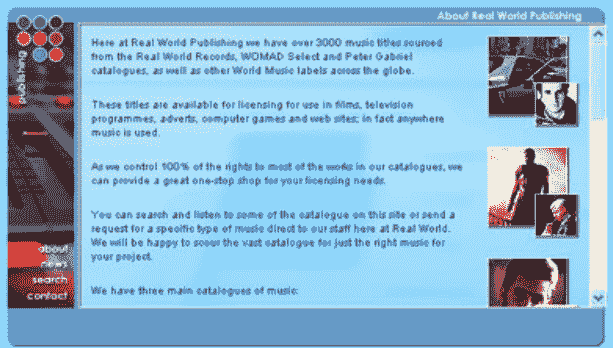 About Real World Publishing
publishing
Here at Real World Publishing we have over 3000 music titles sourced
from the Real World Records, WOMAD Select and Peter Gabriel
catalogues, as well as other World Music labels across the globe.
These titles are available for licensing for use in films, television
programmes, adverts, computer games and web sites; in fact anywhere
music is used.
As we control 100% of the rights to most of the works in our catalogues, we
can provide a great one-stop shop for your licensing needs.
You can search and listen to some of the catalogue on this site or send a
request for a specific type of music direct to our staff here at Real World.
We will be happy to scour the vast catalogue for just the right music for
your project.
We have three main catalogues of music:
about
news
search
contact